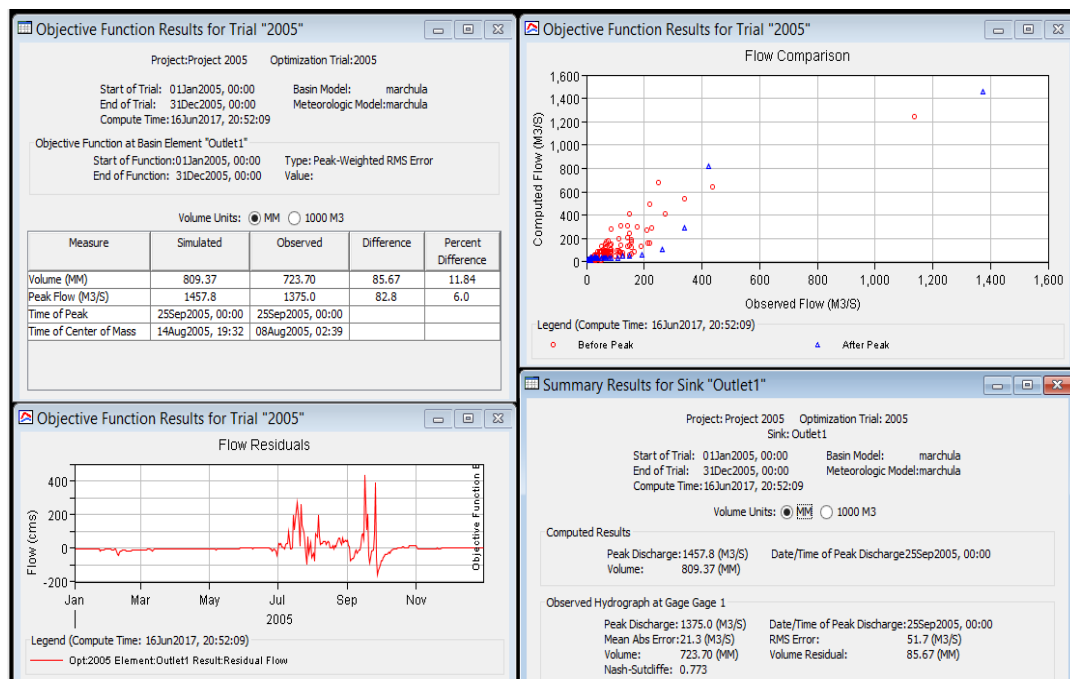 Objective Function Results for Trial "2005"
Project:Project 2005 Optimization Trial:2005
Start of Trial: 01Jan2005, 00:00 Basin Model: marchula
End of Trial: 31Dec2005, 00:00 Meteorologic Model:marchula
Compute Time:16Jun2017, 20:52:09
Objective Function at Basin Element "Outlet1"
Start of Function:01Jan2005, 00:00 Type: Peak-Weighted RMS Error
End of Function: 31Dec2005, 00:00 Value:
Volume Units: MM 1000 M3
Measure Simulated Observed Difference Percent Difference
Volume (MM) 809.37 723.70 85.67 11.84
Peak Flow (M3/S) 1457.8 1375.0 82.8 6.0
Time of Peak 25Sep2005, 00:00 25Sep2005, 00:00
Time of Center of Mass 14Aug2005, 19:32 08Aug2005, 02:39
Objective Function Results for Trial "2005"
Flow Comparison
Computed Flow (M3/S)
1,600
1,400
1,200
1,000
800
600
400
200
0
0 200 400 600 800 1,000 1,200 1,400 1,600
Observed Flow (M3/S)
Legend (Compute Time: 16Jun2017, 20:52:09)
Before Peak After Peak
Objective Function Results for Trial "2005"
Flow Residuals
Flow (cms)
400
200
0
-200
Objective Function E
Jan Mar May Jul Sep Nov
2005
Legend (Compute Time: 16Jun2017, 20:52:09)
Opt:2005 Element:Outlet1 Result:Residual Flow
Summary Results for Sink "Outlet1"
Project: Project 2005 Optimization Trial: 2005
Sink: Outlet1
Start of Trial: 01Jan2005, 00:00 Basin Model: marchula
End of Trial: 31Dec2005, 00:00 Meteorologic Model:marchula
Compute Time:16Jun2017, 20:52:09
Volume Units: MM 1000 M3
Computed Results
Peak Discharge:1457.8 (M3/S) Date/Time of Peak Discharge25Sep2005, 00:00
Volume: 809.37 (MM)
Observed Hydrograph at Gage Gage 1
Peak Discharge:1375.0 (M3/S) Date/Time of Peak Discharge:25Sep2005, 00:00
Mean Abs Error:21.3 (M3/S) RMS Error: 51.7 (M3/S)
Volume: 723.70 (MM) Volume Residual: 85.67 (MM)
Nash-Sutcliffe: 0.773